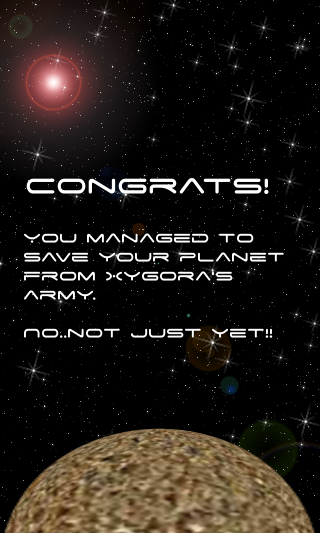 CONGRATS!
YOU MANAGED TO
SAVE YOUR PLANET
FROM XYGORA'S
ARMY.
NO..NOT JUST YET!!